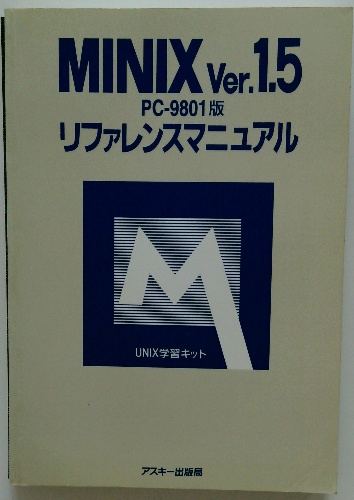 MINIX Ver.1.5
PC-9801版
リファレンスマニュアル
M
UNIX学習キット
アスキー出版局